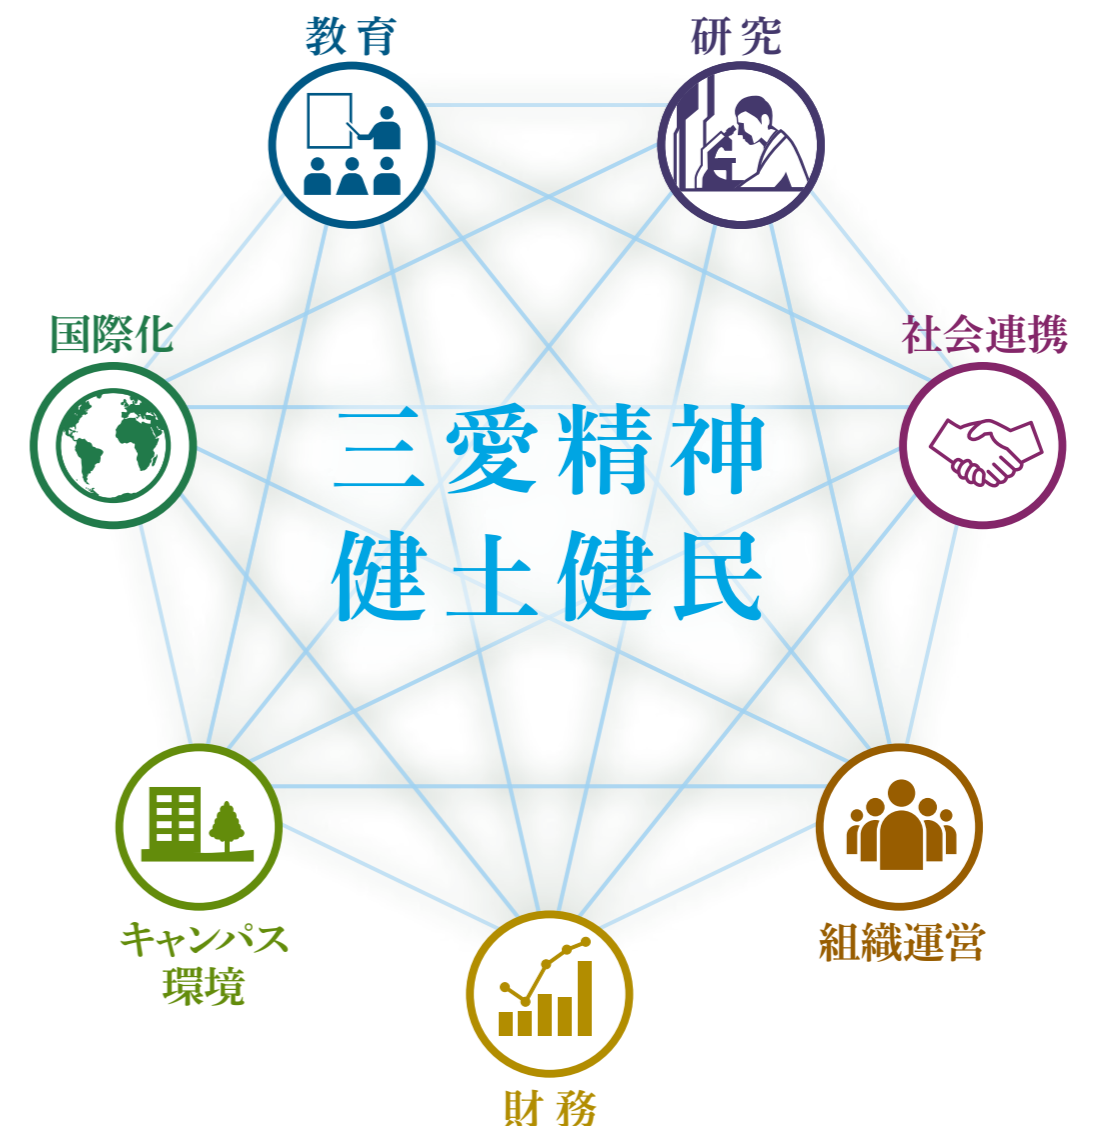 教育
研究
国際化
社会連携
三愛精神
健土健民
キャンパス
環境
組織運営
財務